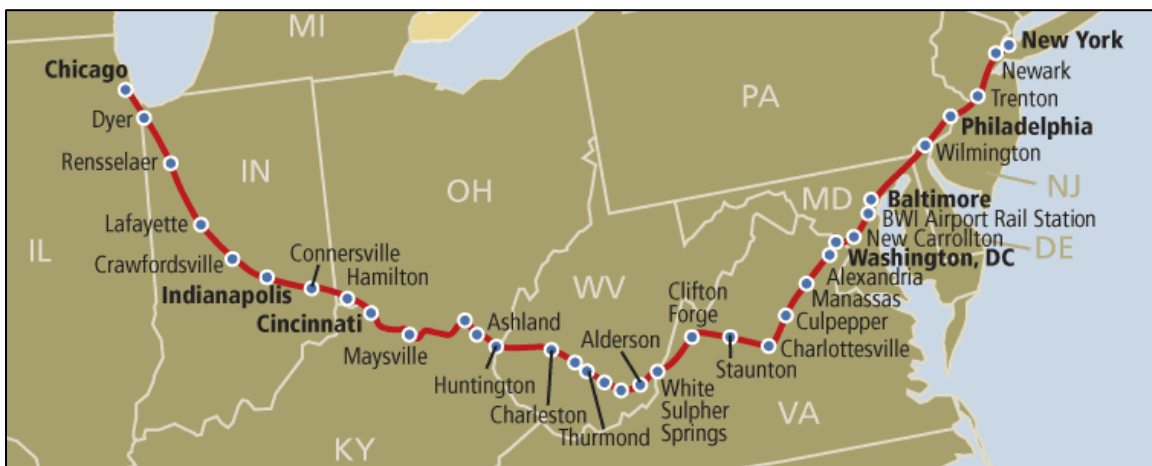 MI
New York
Chicago
Newark
PA
Trenton
Dyer
Philadelphia
Wilmington
Rensselaer
IN
OH
NJ
MD
Baltimore
BWI Airport Rail Station
Lafayette
New Carrollton
IL
Connersville
DE
Washington, DC
Crawfordsville
Hamilton
Clifton
Forge
Alexandria
WV
Indianapolis
Manassas
Cincinnati
Culpepper
Ashland
Alderson
Maysville
Charlottesville
Staunton
Huntington
White
Sulpher
Springs
Charleston
VA
Thurmond
KY